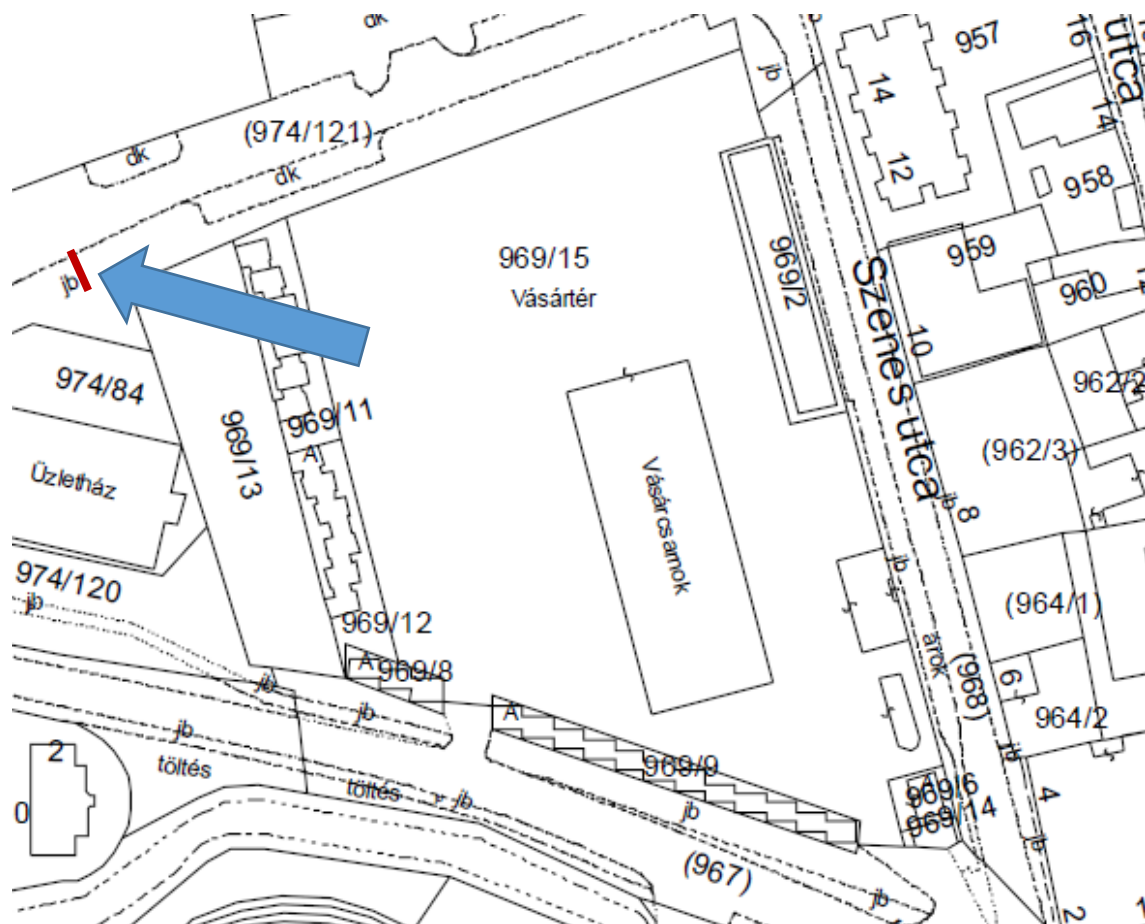 dk
957
16
utca
jb
14
(974/121)
14
dk
12
958
dk
959
969/15
969/2
Vásártér
960
jb
Szenes utca
10
974/84
962/2
969/11
969/13
A
(962/3)
Üzletház
Vásárcsarnok
jb
8
974/120
jb
jb
(964/1)
969/12
árok
A
969/8
(968)
6
jb
jb
A
964/2
jb
jb
2
töltés
969/9
töltés
jb
969/6
4
0
jb
969/14
jb
(967)
jb
2